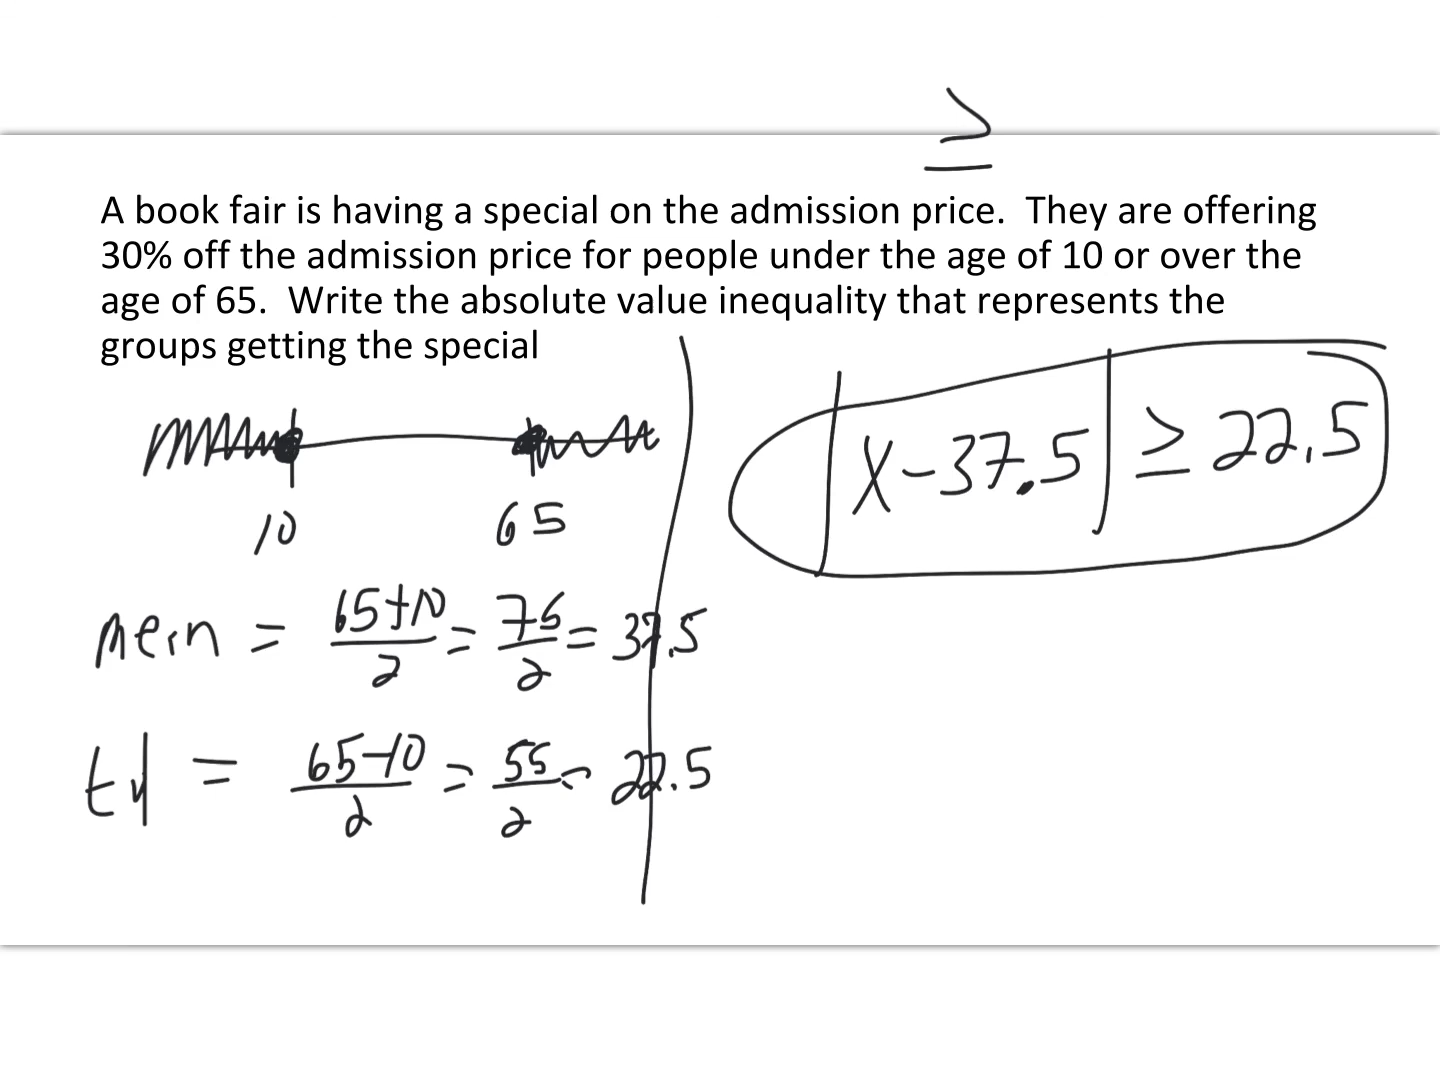 ≥
A book fair is having a special on the admission price. They are offering
30% off the admission price for people under the age of 10 or over the
age of 65. Write the absolute value inequality that represents the
groups getting the special
10 65
mean = 65+10/2 = 75/2 = 37.5
= 65-10/2 = 55/2 = 22.5
|x-37.5| ≥ 22.5